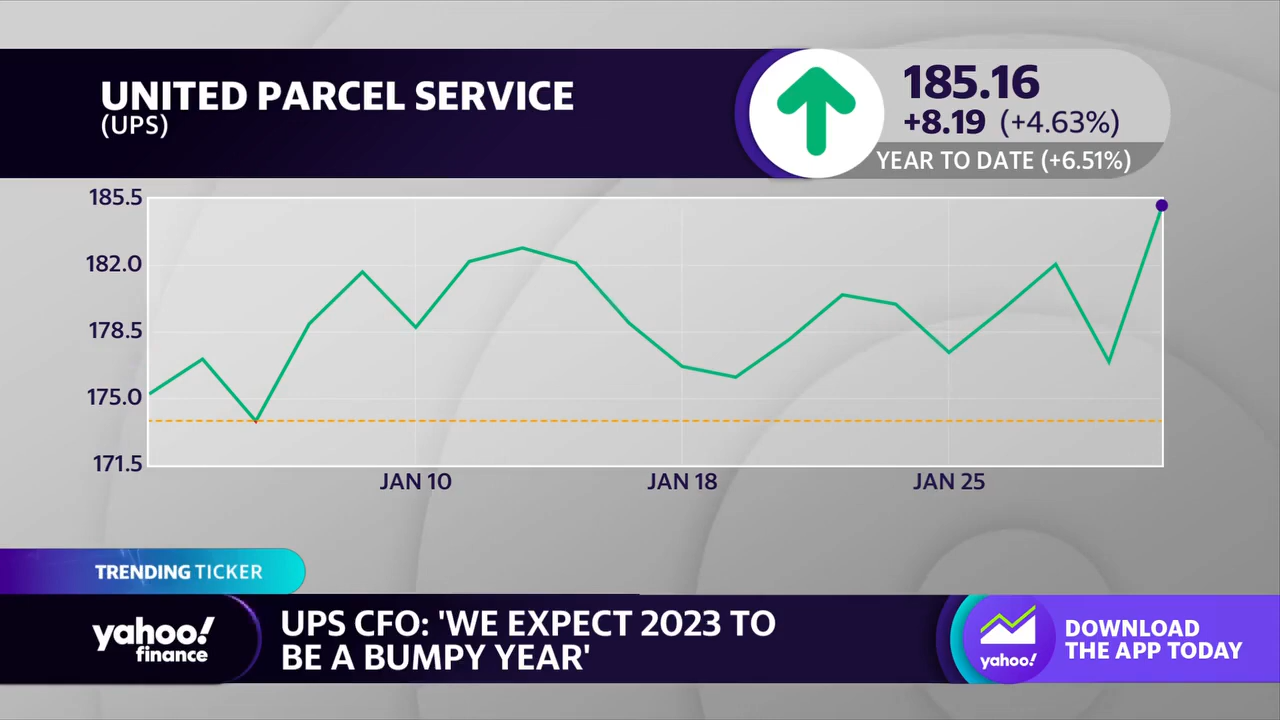 UNITED PARCEL SERVICE
(UPS)
185.16
+8.19 (+4.63%)
YEAR TO DATE (+6.51%)
185.5
182.0
178.5
175.0
171.5
JAN 10
JAN 18
JAN 25
TRENDING TICKER
yahoo!
finance
UPS CFO: 'WE EXPECT 2023 TO
BE A BUMPY YEAR'
yahoo!
DOWNLOAD
THE APP TODAY